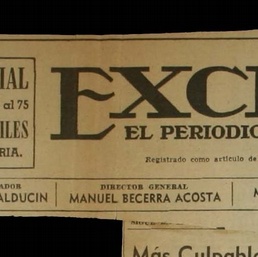 IAL
al 75
ILES
RIA.
EXC
EL PERIODIC
Registrado como artículo de
ADOR
ALDUCIN
DIRECTOR GENERAL
MANUEL BECERRA ACOSTA
Más Culpabl